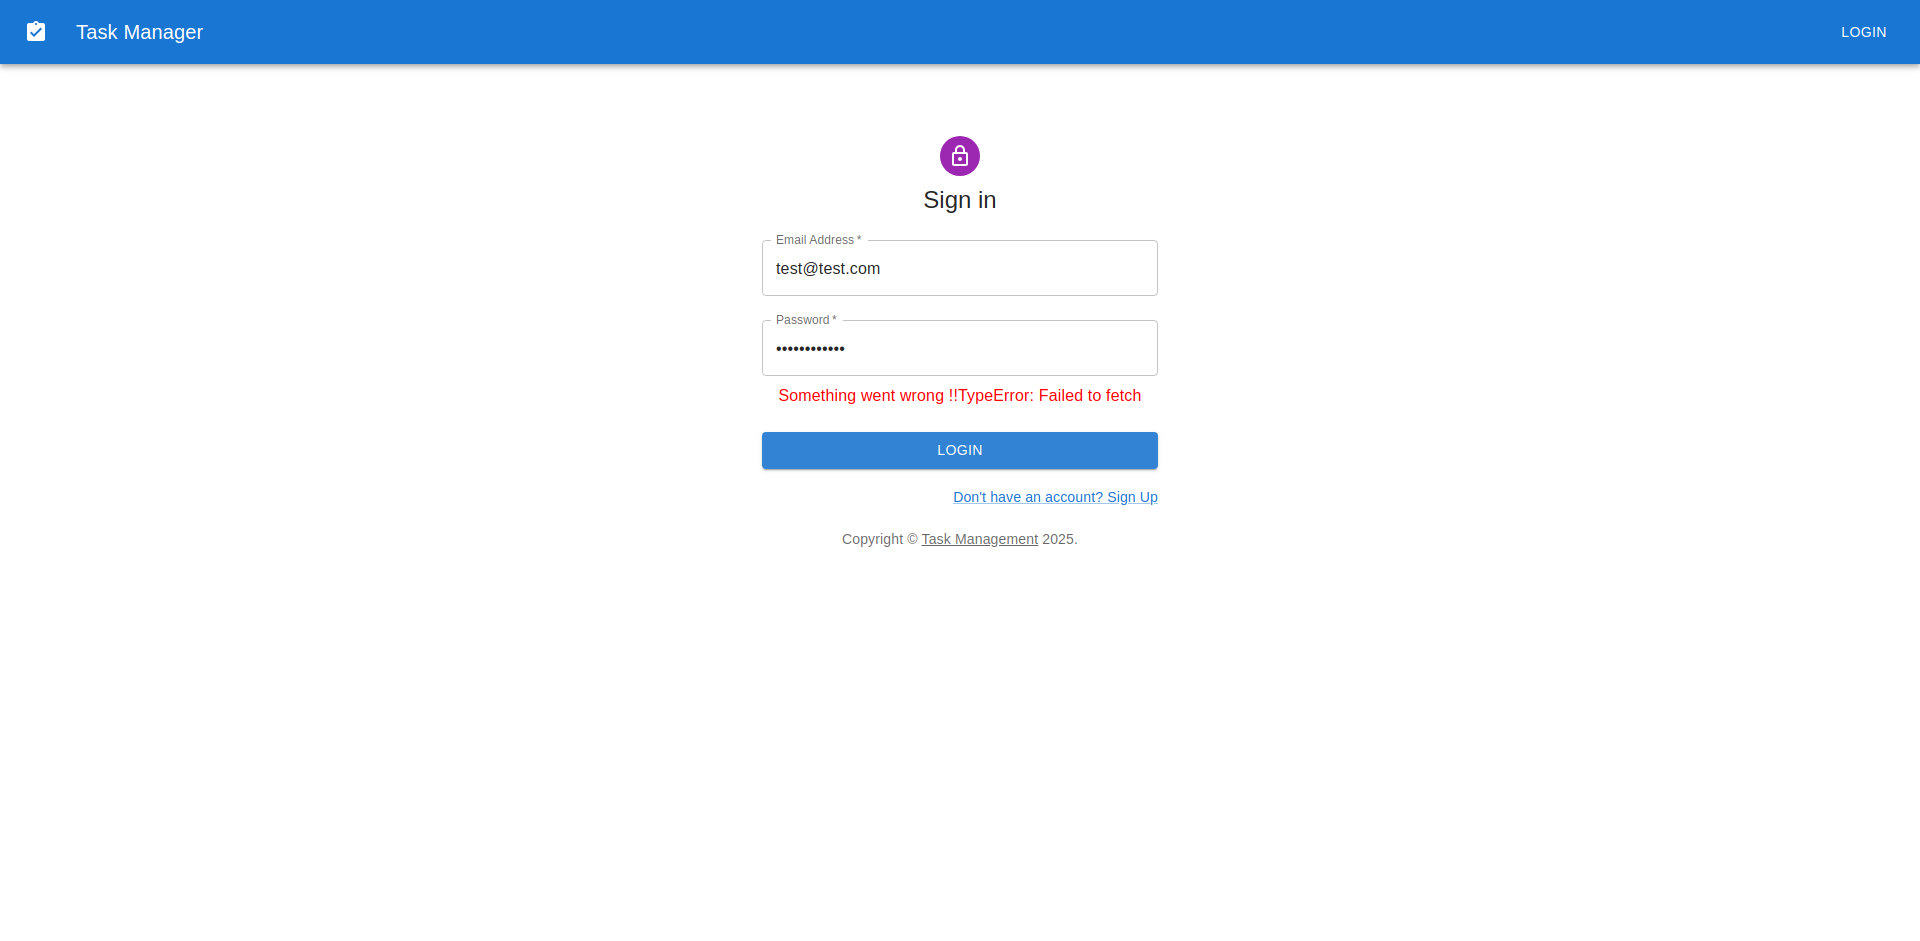 Task Manager
LOGIN
Sign in
Email Address *
test@test.com
Password *
••••••••••••
Something went wrong !!TypeError: Failed to fetch
LOGIN
Don't have an account? Sign Up
Copyright © Task Management 2025.